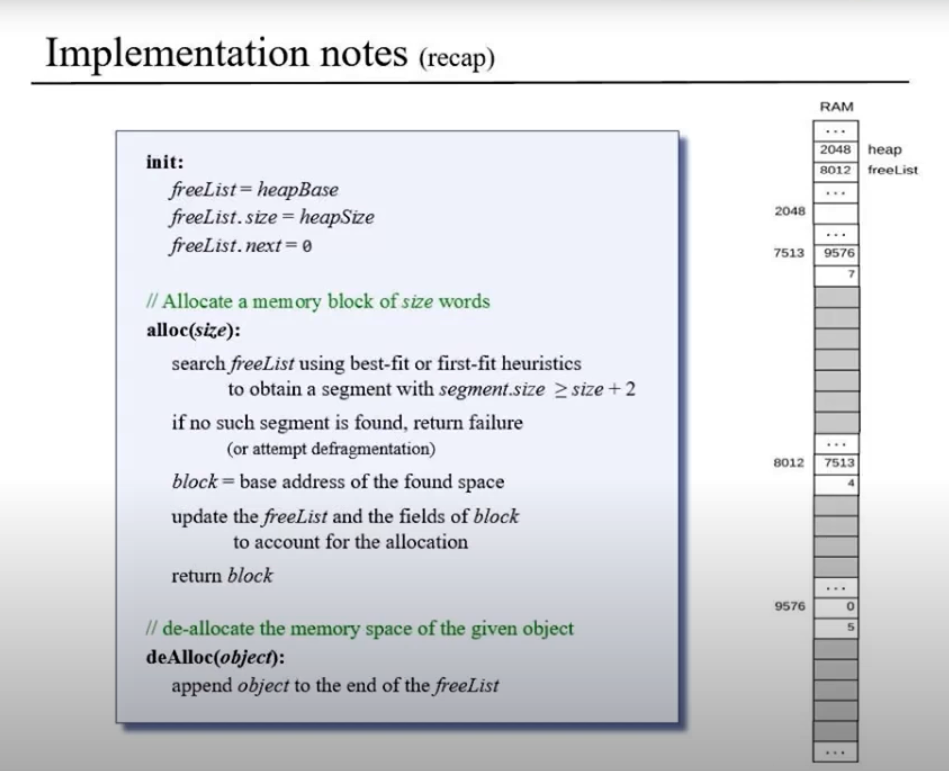 Implementation notes (recap)
init:
freeList = heapBase
freeList.size = heapSize
freeList.next = 0
// Allocate a memory block of size words
alloc(size):
search freeList using best-fit or first-fit heuristics
to obtain a segment with segment.size ≥ size + 2
if no such segment is found, return failure
(or attempt defragmentation)
block = base address of the found space
update the freeList and the fields of block
to account for the allocation
return block
// de-allocate the memory space of the given object
deAlloc(object):
append object to the end of the freeList
RAM
...
2048 heap
8012 freeList
...
2048
...
7513 9576
7
...
8012 7513
4
...
9576 0
5
...